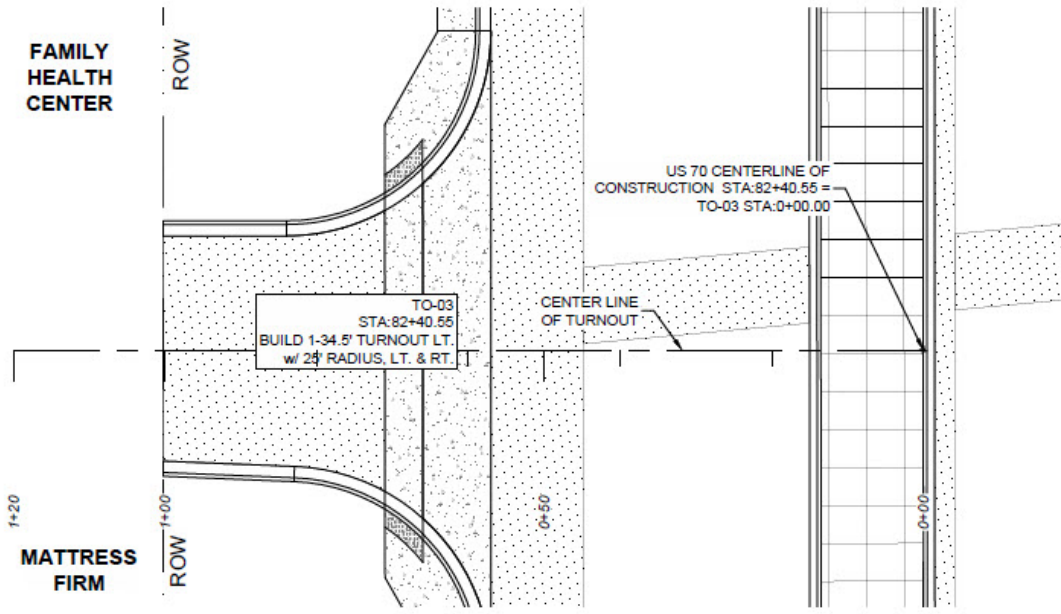 FAMILY
HEALTH
CENTER
ROW
US 70 CENTERLINE OF
CONSTRUCTION STA:82+40.55 =
TO-03 STA:0+00.00
TO-03
STA:82+40.55
BUILD 1-34.5' TURNOUT LT.
w/ 25' RADIUS, LT. & RT.
CENTER LINE
OF TURNOUT
1+20
1+00
0+50
0+00
MATTRESS
FIRM
ROW